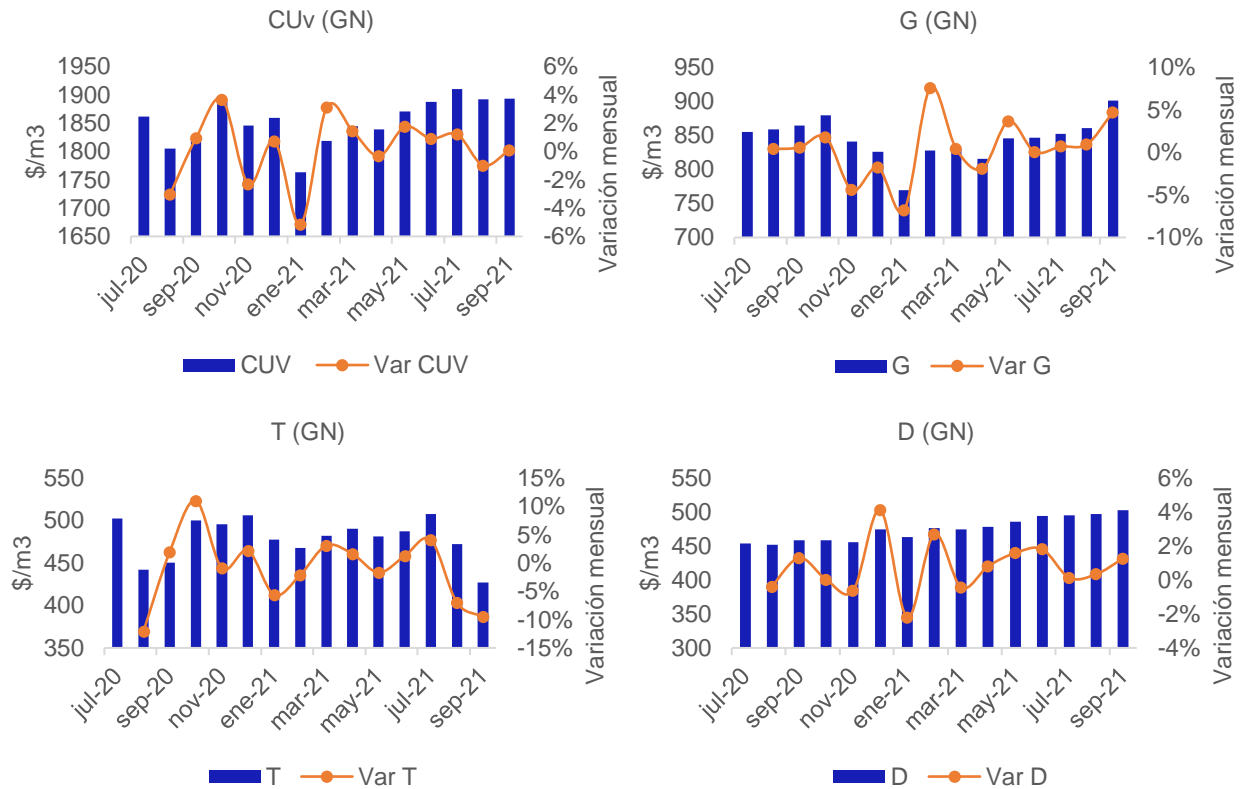 CUv (GN)
$/m3
1950
1900
1850
1800
1750
1700
1650
6%
4%
2%
0%
-2%
-4%
-6%
Variación mensual
jul-20
sep-20
nov-20
ene-21
mar-21
may-21
jul-21
sep-21
CUV
Var CUV
G (GN)
$/m3
950
900
850
800
750
700
10%
5%
0%
-5%
-10%
Variación mensual
jul-20
sep-20
nov-20
ene-21
mar-21
may-21
jul-21
sep-21
G
Var G
T (GN)
$/m3
550
500
450
400
350
15%
10%
5%
0%
-5%
-10%
-15%
Variación mensual
jul-20
sep-20
nov-20
ene-21
mar-21
may-21
jul-21
sep-21
T
Var T
D (GN)
$/m3
550
500
450
400
350
300
6%
4%
2%
0%
-2%
-4%
Variación mensual
jul-20
sep-20
nov-20
ene-21
mar-21
may-21
jul-21
sep-21
D
Var D